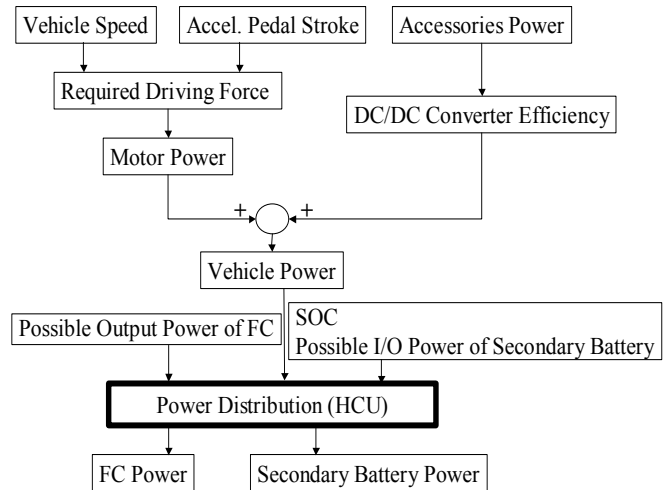 Vehicle Speed
Accel. Pedal Stroke
Accessories Power
Required Driving Force
DC/DC Converter Efficiency
Motor Power
+
+
Vehicle Power
Possible Output Power of FC
SOC
Possible I/O Power of Secondary Battery
Power Distribution (HCU)
FC Power
Secondary Battery Power